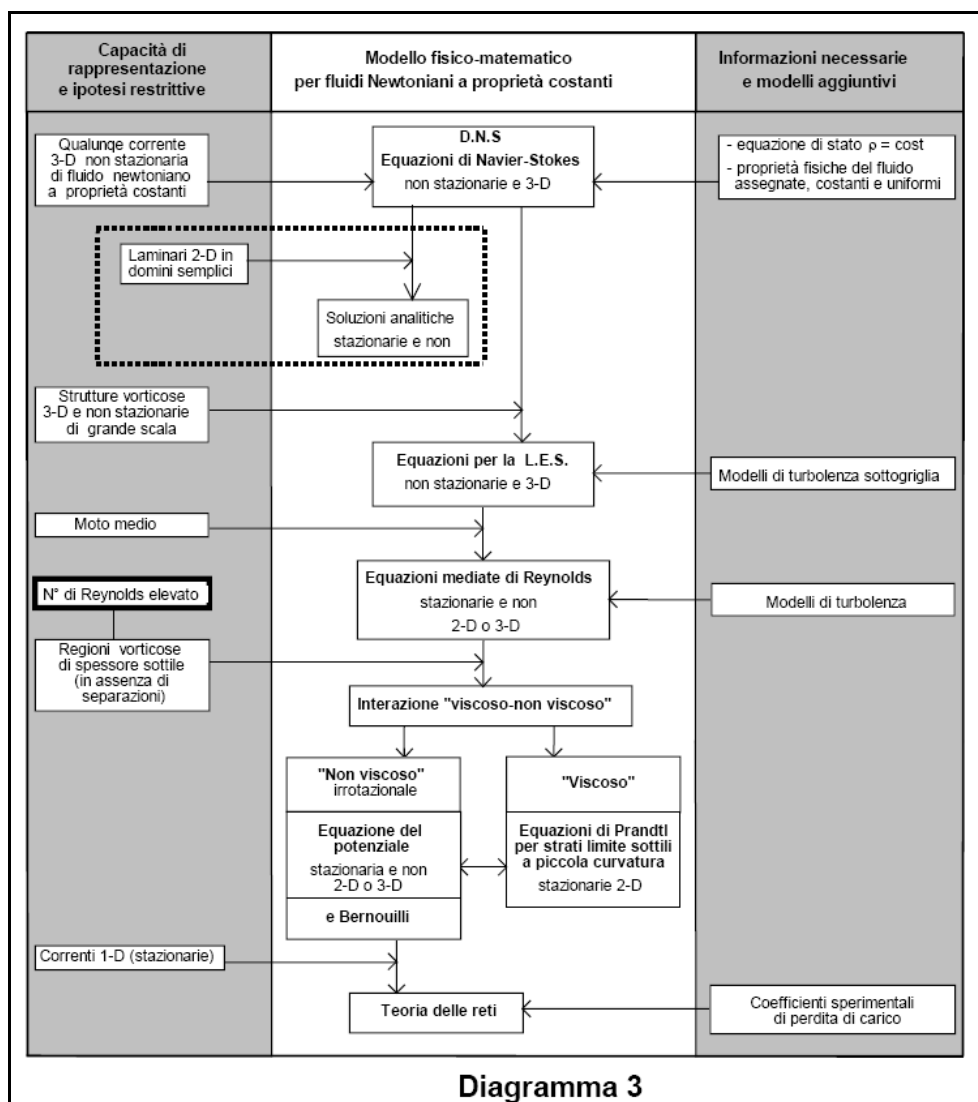 Capacità di
rappresentazione
e ipotesi restrittive
Modello fisico-matematico
per fluidi Newtoniani a proprietà costanti
Informazioni necessarie
e modelli aggiuntivi
Qualunqe corrente
3-D non stazionaria
di fluido newtoniano
a proprietà costanti
D.N.S
Equazioni di Navier-Stokes
non stazionarie e 3-D
- equazione di stato ρ = cost
- proprietà fisiche del fluido
assegnate, costanti e uniformi
Laminari 2-D in
domini semplici
Soluzioni analitiche
stazionarie e non
Strutture vorticose
3-D e non stazionarie
di grande scala
Equazioni per la L.E.S.
non stazionarie e 3-D
Modelli di turbolenza sottogriglia
Moto medio
Equazioni mediate di Reynolds
stazionarie e non
2-D o 3-D
Modelli di turbolenza
N° di Reynolds elevato
Regioni vorticose
di spessore sottile
(in assenza di
separazioni)
Interazione "viscoso-non viscoso"
"Non viscoso"
irrotazionale
Equazione del
potenziale
stazionaria e non
2-D o 3-D
e Bernouilli
"Viscoso"
Equazioni di Prandtl
per strati limite sottili
a piccola curvatura
stazionarie 2-D
Correnti 1-D (stazionarie)
Teoria delle reti
Coefficienti sperimentali
di perdita di carico
Diagramma 3